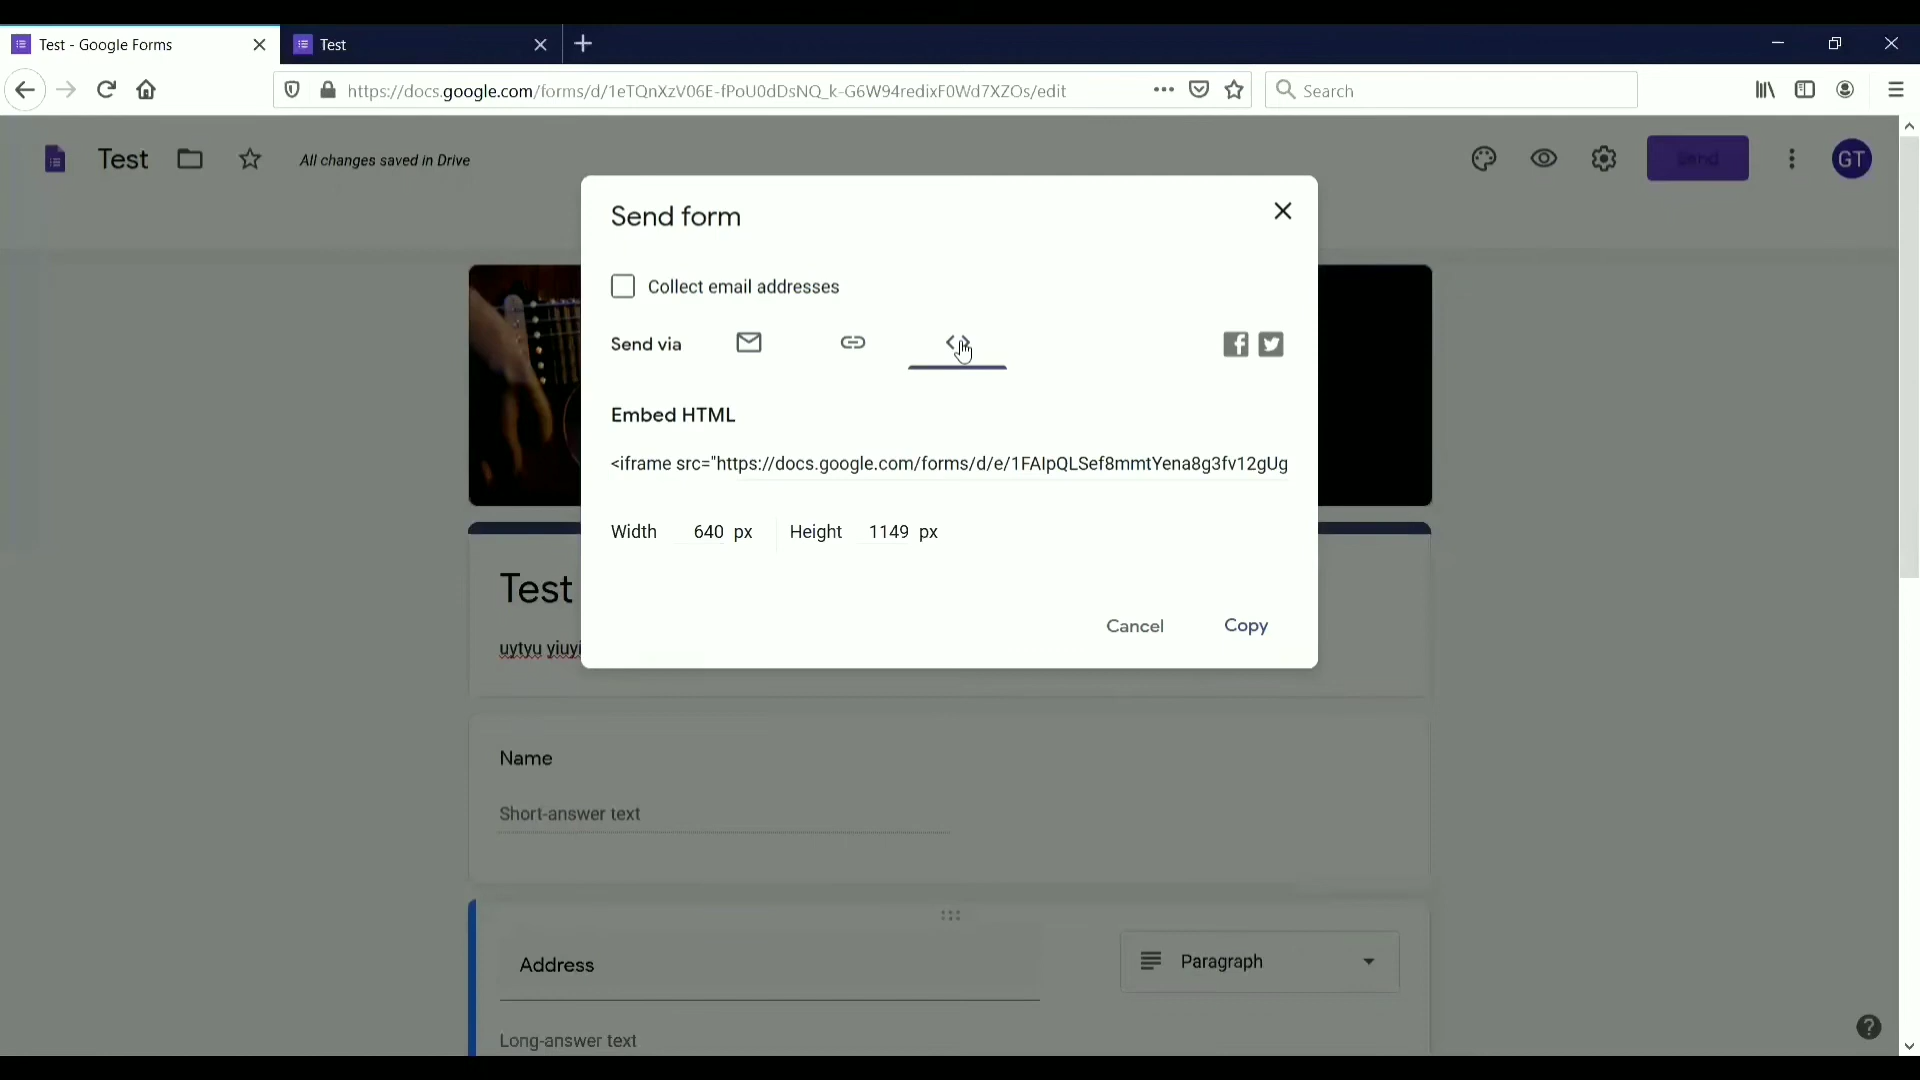 Test - Google Forms
Test
https://docs.google.com/forms/d/1eTQnXzV06E-fPoU0dDsNQ_k-G6W94redixF0Wd7XZOs/edit
Search
Test
All changes saved in Drive
Send
GT
Send form
Collect email addresses
Send via
Embed HTML
<iframe src="https://docs.google.com/forms/d/e/1FAIpQLSef8mmtYena8g3fv12gUg
Width 640 px Height 1149 px
Cancel Copy
Test
uytyu yiuyi
Name
Short-answer text
Address
Paragraph
Long-answer text